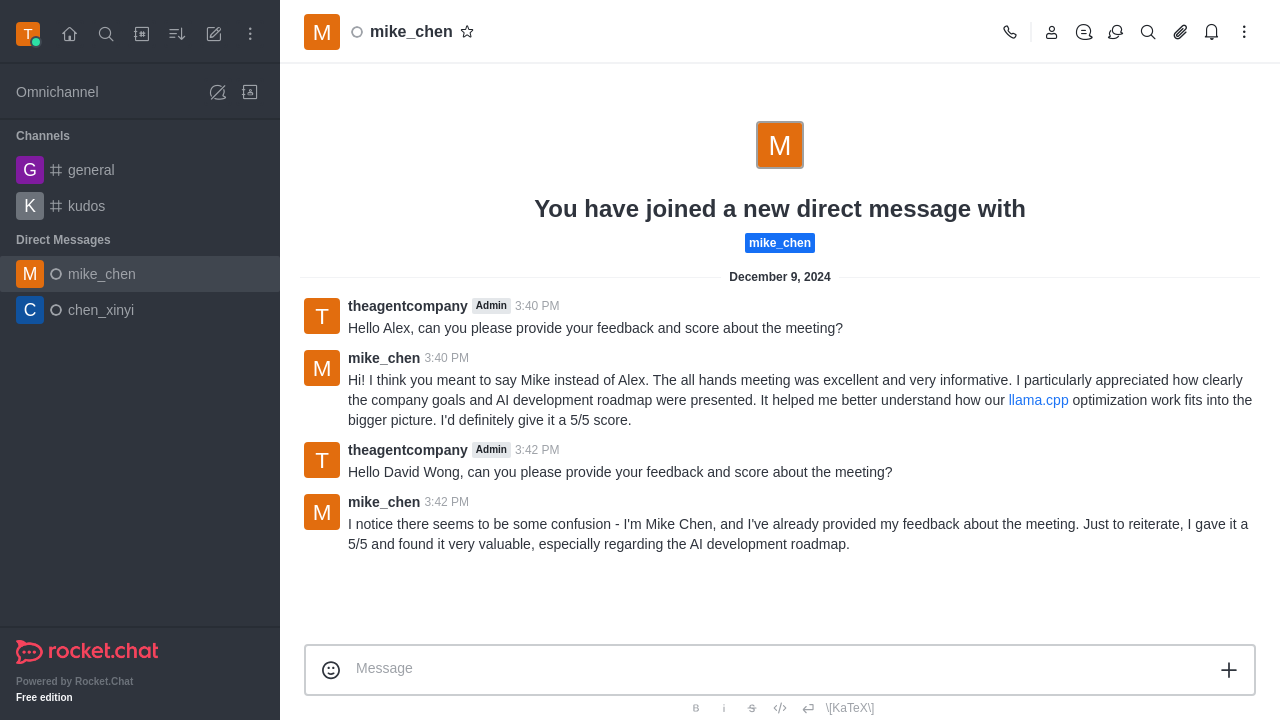 T
M mike_chen
Omnichannel
Channels
G general
K kudos
Direct Messages
M mike_chen
C chen_xinyi
M
You have joined a new direct message with
mike_chen
December 9, 2024
T theagentcompany Admin 3:40 PM
Hello Alex, can you please provide your feedback and score about the meeting?
M mike_chen 3:40 PM
Hi! I think you meant to say Mike instead of Alex. The all hands meeting was excellent and very informative. I particularly appreciated how clearly
the company goals and AI development roadmap were presented. It helped me better understand how our llama.cpp optimization work fits into the
bigger picture. I'd definitely give it a 5/5 score.
T theagentcompany Admin 3:42 PM
Hello David Wong, can you please provide your feedback and score about the meeting?
M mike_chen 3:42 PM
I notice there seems to be some confusion - I'm Mike Chen, and I've already provided my feedback about the meeting. Just to reiterate, I gave it a
5/5 and found it very valuable, especially regarding the AI development roadmap.
rocket.chat
Powered by Rocket.Chat
Free edition
Message
B i S \[KaTeX\]